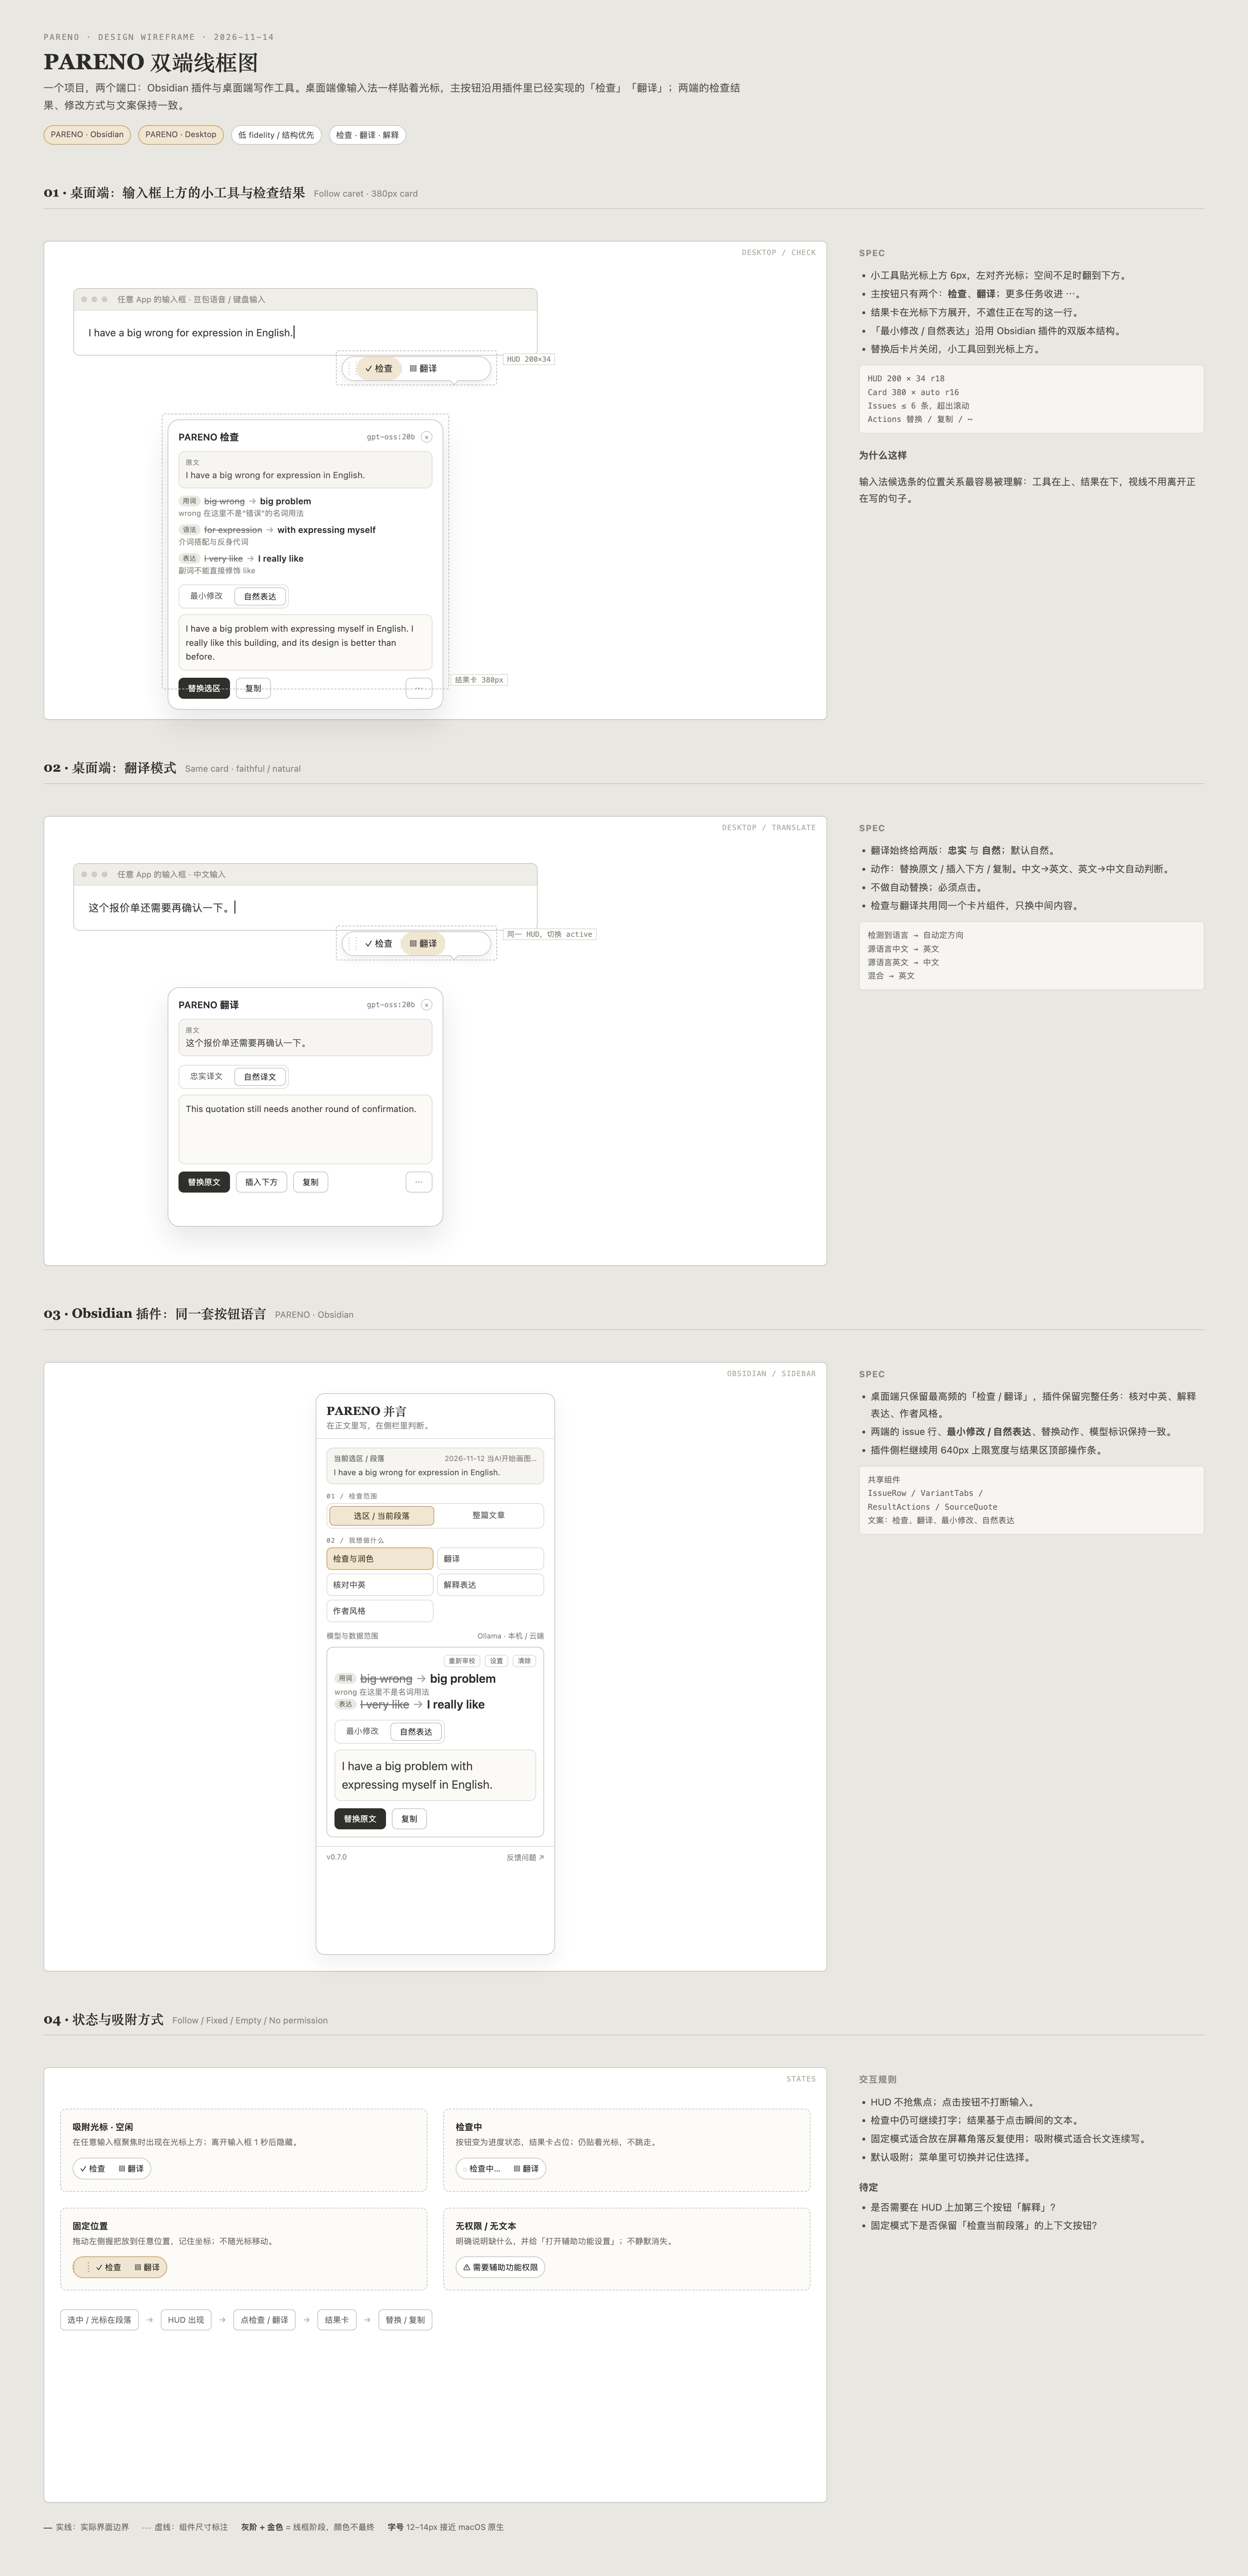 PARENO · DESIGN WIREFRAME · 2026-11-14
PARENO 双端线框图
一个项目，两个端口：Obsidian 插件与桌面端写作工具。桌面端像输入法一样贴着光标，主按钮沿用插件里已经实现的「检查」「翻译」；两端的检查结
果、修改方式与文案保持一致。
PARENO · Obsidian
PARENO · Desktop
低 fidelity / 结构优先
检查 · 翻译 · 解释
01 · 桌面端：输入框上方的小工具与检查结果 Follow caret · 380px card
DESKTOP / CHECK
任意 App 的输入框 · 豆包语音 / 键盘输入
I have a big wrong for expression in English.
✓ 检查 ▤ 翻译
HUD 200×34
PARENO 检查 gpt-oss:20b ×
原文
I have a big wrong for expression in English.
用词 big wrong → big problem
wrong 在这里不是"错误"的名词用法
语法 for expression → with expressing myself
介词搭配与反身代词
表达 I very like → I really like
副词不能直接修饰 like
最小修改 自然表达
I have a big problem with expressing myself in English. I
really like this building, and its design is better than
before.
替换选区 复制 ···
结果卡 380px
SPEC
• 小工具贴光标上方 6px，左对齐光标；空间不足时翻到下方。
• 主按钮只有两个：检查、翻译；更多任务收进 ···。
• 结果卡在光标下方展开，不遮住正在写的这一行。
• 「最小修改 / 自然表达」沿用 Obsidian 插件的双版本结构。
• 替换后卡片关闭，小工具回到光标上方。
HUD 200 × 34 r18
Card 380 × auto r16
Issues ≤ 6 条，超出滚动
Actions 替换 / 复制 / ⋯
为什么这样
输入法候选条的位置关系最容易被理解：工具在上、结果在下，视线不用离开正
在写的句子。
02 · 桌面端：翻译模式 Same card · faithful / natural
DESKTOP / TRANSLATE
任意 App 的输入框 · 中文输入
这个报价单还需要再确认一下。
✓ 检查 ▤ 翻译
同一 HUD，切换 active
PARENO 翻译 gpt-oss:20b ×
原文
这个报价单还需要再确认一下。
忠实译文 自然译文
This quotation still needs another round of confirmation.
替换原文 插入下方 复制 ···
SPEC
• 翻译始终给两版：忠实 与 自然；默认自然。
• 动作：替换原文 / 插入下方 / 复制。中文→英文、英文→中文自动判断。
• 不做自动替换；必须点击。
• 检查与翻译共用同一个卡片组件，只换中间内容。
检测到语言 → 自动定方向
源语言中文 → 英文
源语言英文 → 中文
混合 → 英文
03 · Obsidian 插件：同一套按钮语言 PARENO · Obsidian
OBSIDIAN / SIDEBAR
PARENO 并言
在正文里写，在侧栏里判断。
当前选区 / 段落 2026-11-12 当AI开始画图...
I have a big wrong for expression in English.
01 / 检查范围
选区 / 当前段落 整篇文章
02 / 我想做什么
检查与润色 翻译
核对中英 解释表达
作者风格
模型与数据范围 Ollama · 本机 / 云端
重新审校 设置 清除
用词 big wrong → big problem
wrong 在这里不是名词用法
表达 I very like → I really like
最小修改 自然表达
I have a big problem with
expressing myself in English.
替换原文 复制
v0.7.0 反馈问题 ↗
SPEC
• 桌面端只保留最高频的「检查 / 翻译」，插件保留完整任务：核对中英、解释
表达、作者风格。
• 两端的 issue 行、最小修改 / 自然表达、替换动作、模型标识保持一致。
• 插件侧栏继续用 640px 上限宽度与结果区顶部操作条。
共享组件
IssueRow / VariantTabs /
ResultActions / SourceQuote
文案：检查、翻译、最小修改、自然表达
04 · 状态与吸附方式 Follow / Fixed / Empty / No permission
STATES
吸附光标 · 空闲
在任意输入框聚焦时出现在光标上方；离开输入框 1 秒后隐藏。
✓ 检查 ▤ 翻译
检查中
按钮变为进度状态，结果卡占位；仍贴着光标，不跳走。
◌ 检查中... ▤ 翻译
固定位置
拖动左侧握把放到任意位置，记住坐标；不随光标移动。
✓ 检查 ▤ 翻译
无权限 / 无文本
明确说明缺什么，并给「打开辅助功能设置」；不静默消失。
⚠ 需要辅助功能权限
选中 / 光标在段落 → HUD 出现 → 点检查 / 翻译 → 结果卡 → 替换 / 复制
交互规则
• HUD 不抢焦点；点击按钮不打断输入。
• 检查中仍可继续打字；结果基于点击瞬间的文本。
• 固定模式适合放在屏幕角落反复使用；吸附模式适合长文连续写。
• 默认吸附；菜单里可切换并记住选择。
待定
• 是否需要在 HUD 上加第三个按钮「解释」？
• 固定模式下是否保留「检查当前段落」的上下文按钮？
— 实线：实际界面边界 --- 虚线：组件尺寸标注 灰阶 + 金色 = 线框阶段，颜色不最终 字号 12–14px 接近 macOS 原生